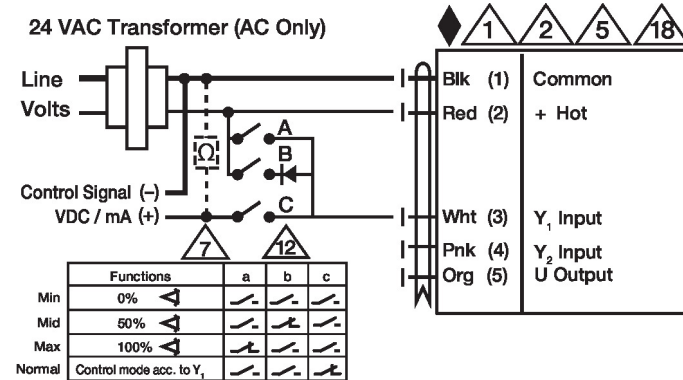 24 VAC Transformer (AC Only)
1 2 5 18
Line
Volts
Blk (1) Common
Red (2) + Hot
A
B
C
Ω
Control Signal (–)
VDC / mA (+)
Wht (3) Y1 Input
Pnk (4) Y2 Input
Org (5) U Output
7 12
Functions a b c
Min 0%
Mid 50%
Max 100%
Normal Control mode acc. to Y1